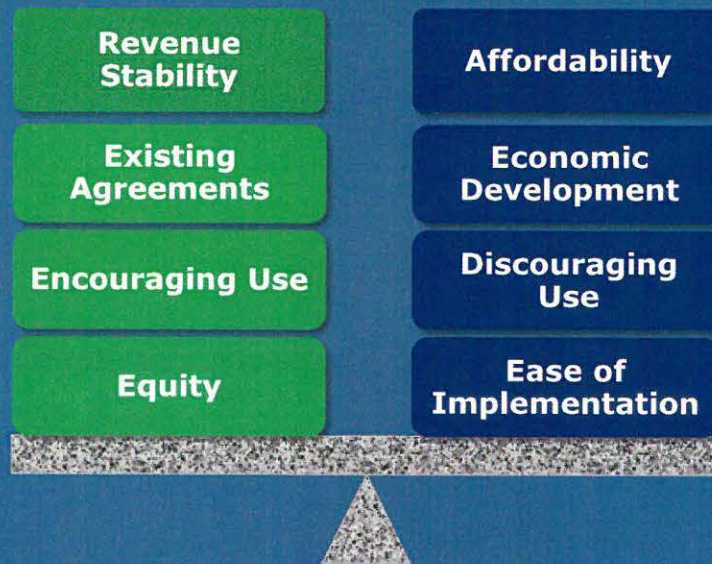 Revenue
Stability
Affordability
Existing
Agreements
Economic
Development
Encouraging Use
Discouraging
Use
Equity
Ease of
Implementation